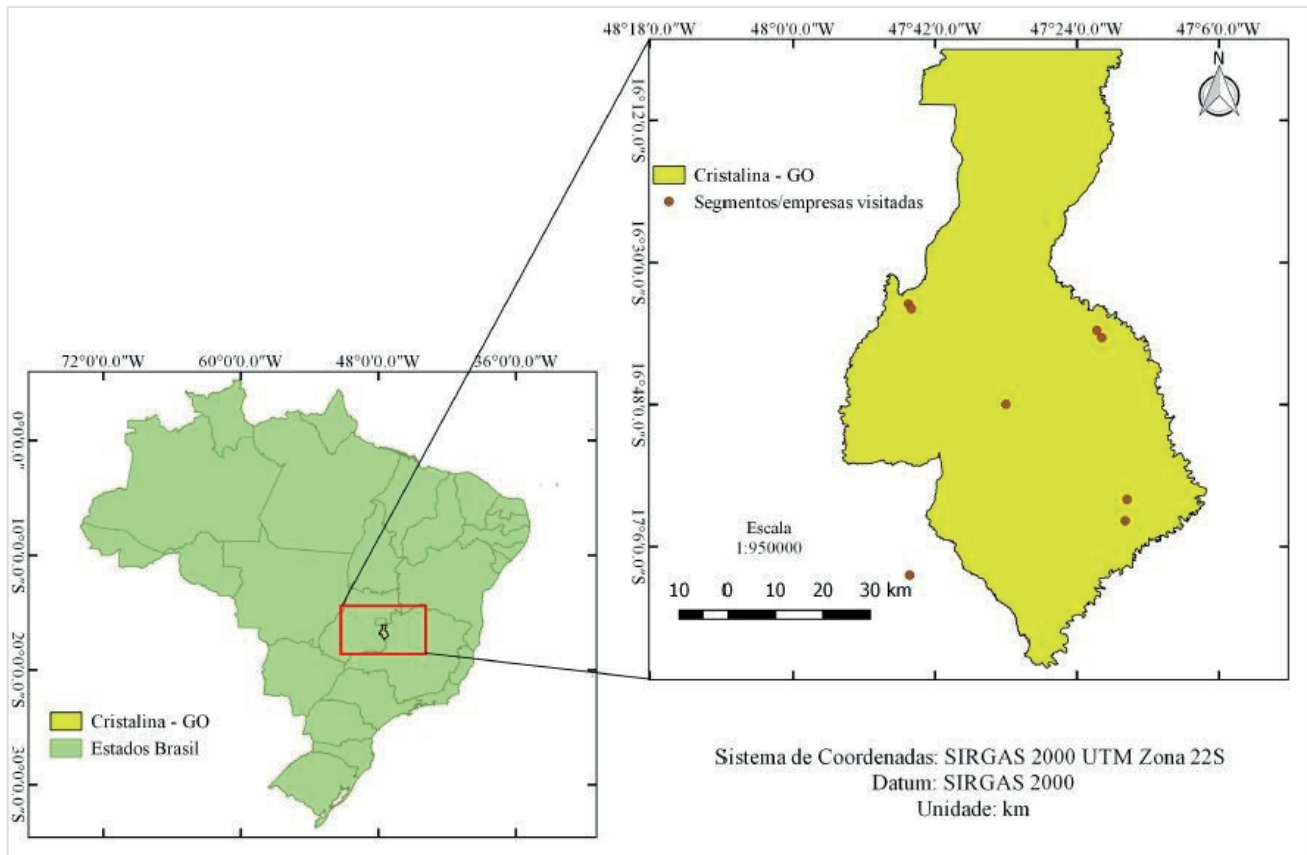 48°18'0.0"W 48°0'0.0"W 47°42'0.0"W 47°24'0.0"W 47°6'0.0"W
N
16°12'0.0"S
Cristalina - GO
Segmentos/empresas visitadas
16°30'0.0"S
16°48'0.0"S
17°6'0.0"S
Escala
1:950000
10 0 10 20 30 km
72°0'0.0"W 60°0'0.0"W 48°0'0.0"W 36°0'0.0"W
0°0'0.0"
10°0'0.0"S
20°0'0.0"S
30°0'0.0"S
Cristalina - GO
Estados Brasil
Sistema de Coordenadas: SIRGAS 2000 UTM Zona 22S
Datum: SIRGAS 2000
Unidade: km